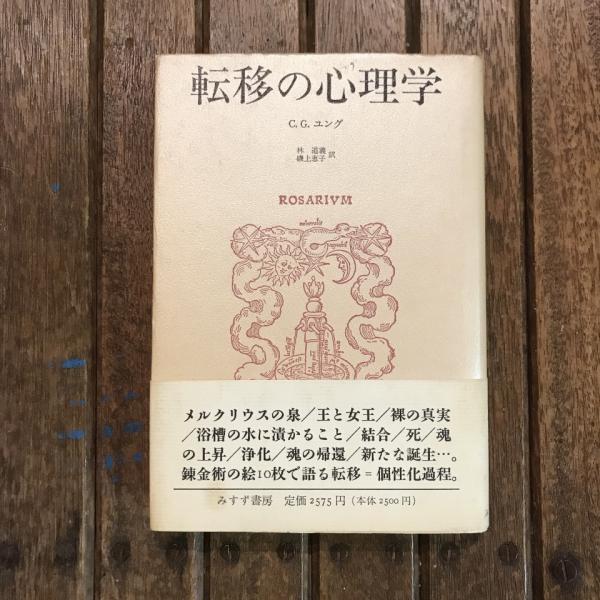 転移の心理学
C. G. ユング
林 道義
磯上恵子 訳
ROSARIVM
メルクリウスの泉/王と女王/裸の真実
/浴槽の水に漬かること/結合/死/魂
の上昇/浄化/魂の帰還/新たな誕生…。
錬金術の絵10枚で語る転移=個性化過程。
みすず書房 定価2575円(本体2500円)